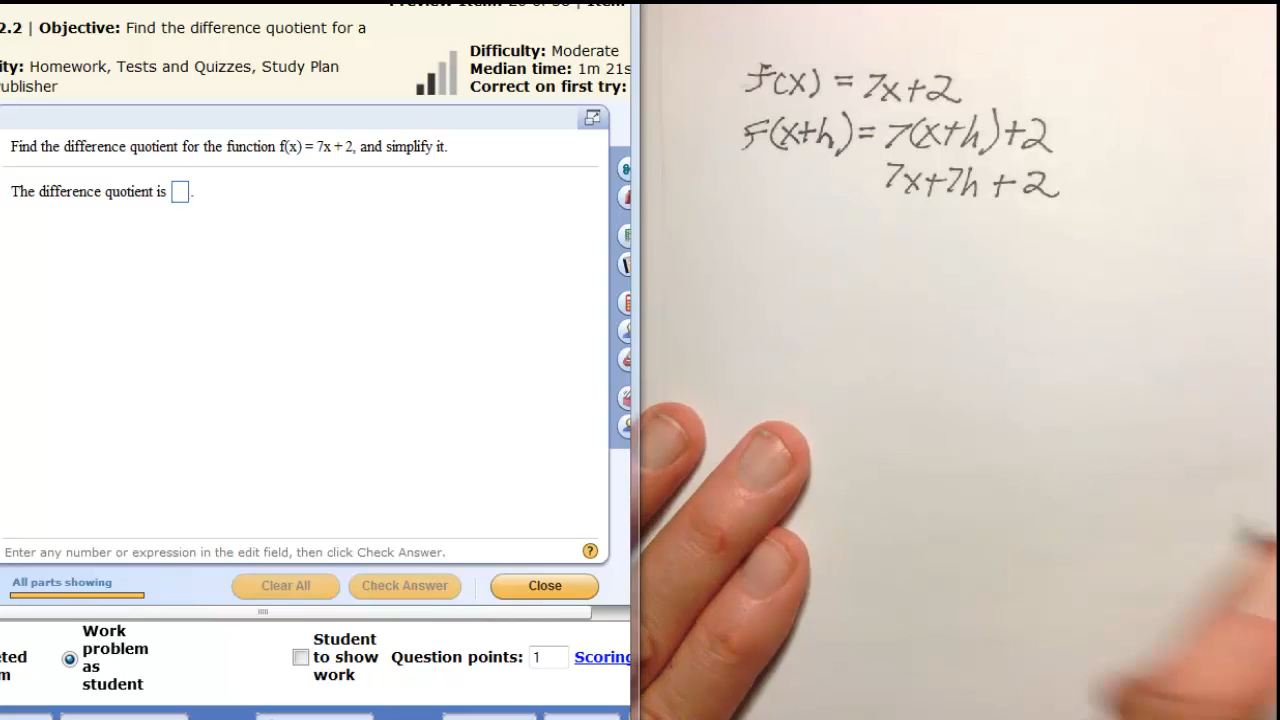 2.2 | Objective: Find the difference quotient for a
ity: Homework, Tests and Quizzes, Study Plan
ublisher
Difficulty: Moderate
Median time: 1m 21s
Correct on first try:
Find the difference quotient for the function f(x) = 7x + 2, and simplify it.
The difference quotient is .
Enter any number or expression in the edit field, then click Check Answer.
?
All parts showing
Clear All
Check Answer
Close
Work problem as student
Student to show work
Question points: 1
Scoring
f(x) = 7x+2
f(x+h) = 7(x+h)+2
7x+7h+2